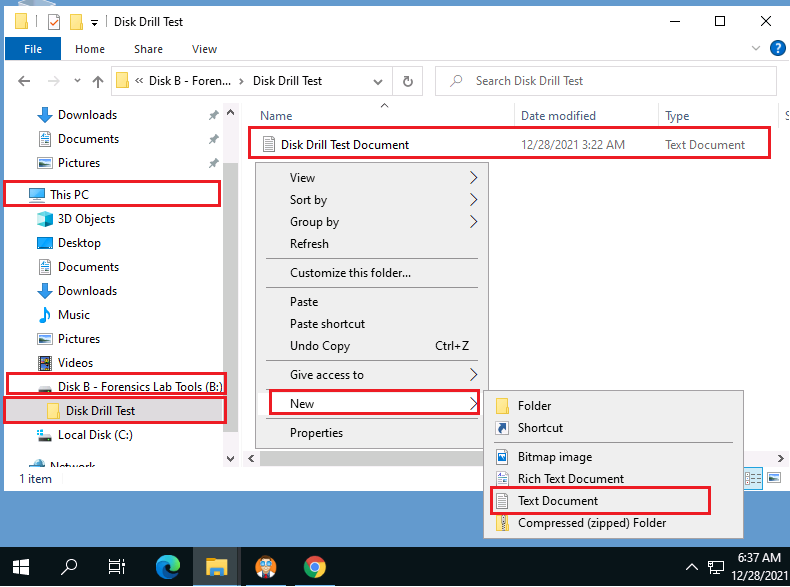 Disk Drill Test
File Home Share View
« Disk B - Foren... › Disk Drill Test
Search Disk Drill Test
Name Date modified Type S
Disk Drill Test Document 12/28/2021 3:22 AM Text Document
Downloads
Documents
Pictures
This PC
3D Objects
Desktop
Documents
Downloads
Music
Pictures
Videos
Disk B - Forensics Lab Tools (B:)
Disk Drill Test
Local Disk (C:)
Network
1 item
View
Sort by
Group by
Refresh
Customize this folder...
Paste
Paste shortcut
Undo Copy Ctrl+Z
Give access to
New
Properties
Folder
Shortcut
Bitmap image
Rich Text Document
Text Document
Compressed (zipped) Folder
6:37 AM
12/28/2021